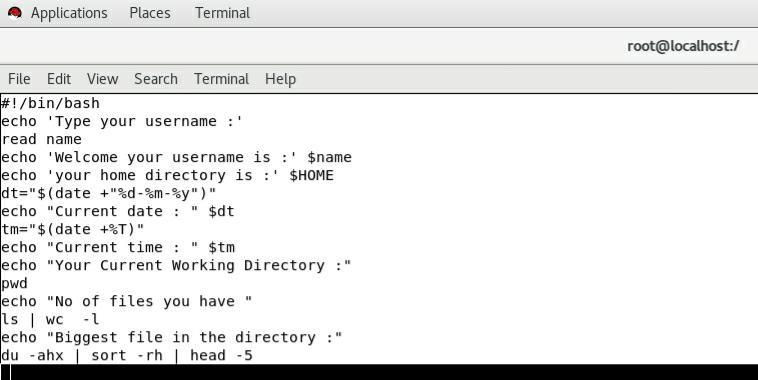 Applications Places Terminal
root@localhost:/
File Edit View Search Terminal Help
#!/bin/bash
echo 'Type your username :'
read name
echo 'Welcome your username is :' $name
echo 'your home directory is :' $HOME
dt="$(date +"%d-%m-%y")"
echo "Current date : " $dt
tm="$(date +%T)"
echo "Current time : " $tm
echo "Your Current Working Directory :"
pwd
echo "No of files you have "
ls | wc  -l
echo "Biggest file in the directory :"
du -ahx | sort -rh | head -5